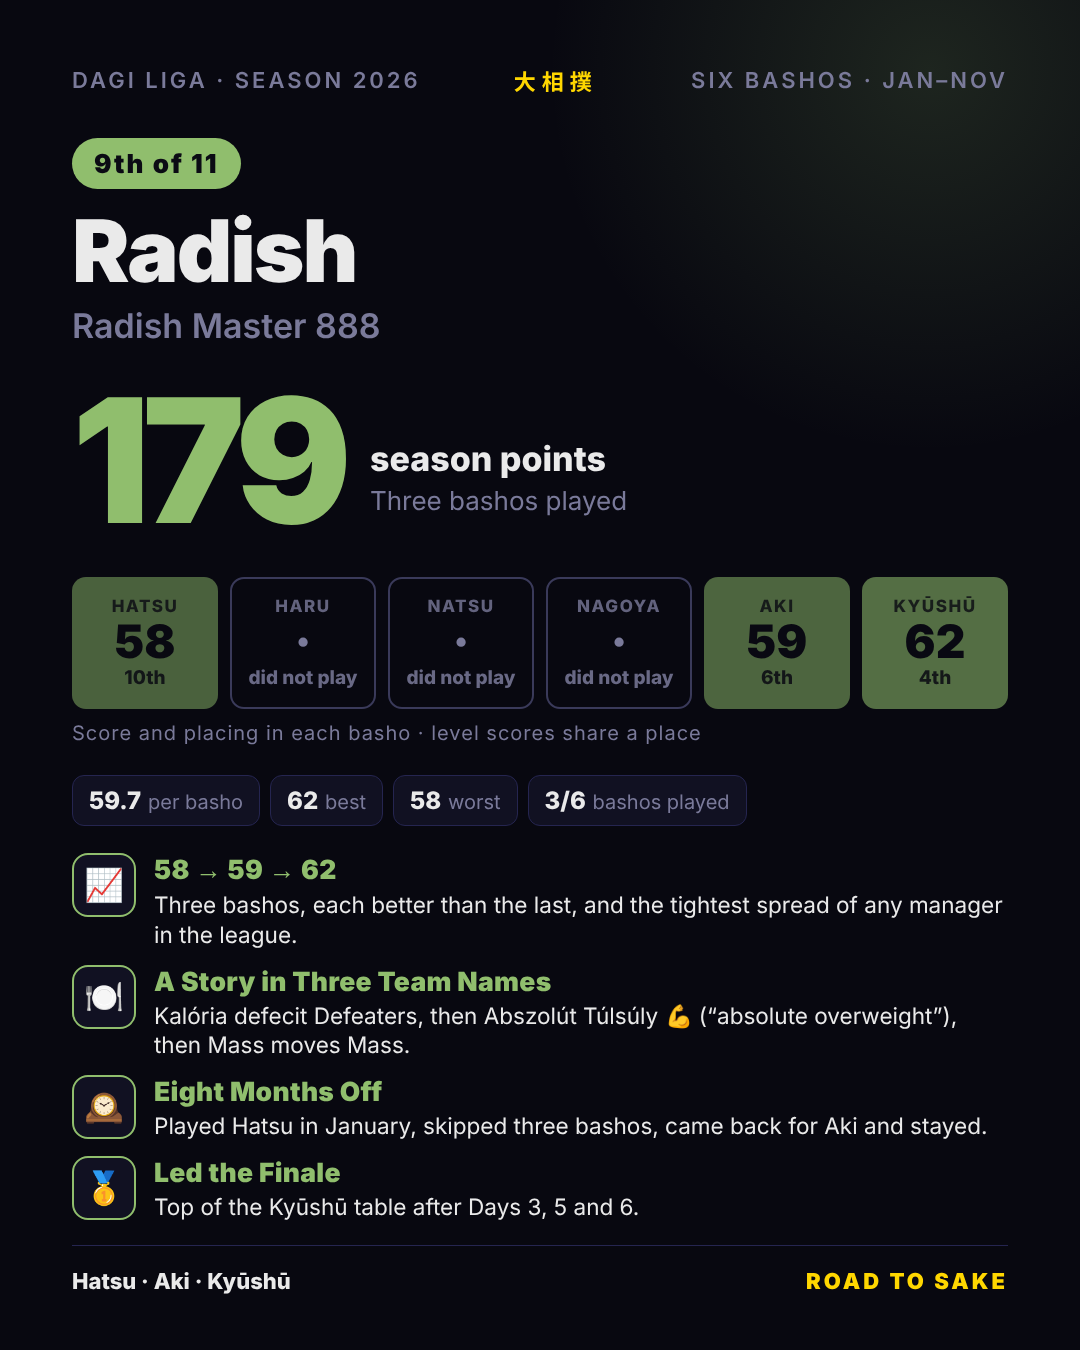 DAGI LIGA · SEASON 2026
大相撲
SIX BASHOS · JAN–NOV
9th of 11
Radish
Radish Master 888
179
season points
Three bashos played
HATSU
58
10th
HARU
•
did not play
NATSU
•
did not play
NAGOYA
•
did not play
AKI
59
6th
KYŪSHŪ
62
4th
Score and placing in each basho · level scores share a place
59.7 per basho
62 best
58 worst
3/6 bashos played
58 → 59 → 62
Three bashos, each better than the last, and the tightest spread of any manager
in the league.
A Story in Three Team Names
Kalória defecit Defeaters, then Abszolút Túlsúly 💪 (“absolute overweight”),
then Mass moves Mass.
Eight Months Off
Played Hatsu in January, skipped three bashos, came back for Aki and stayed.
Led the Finale
Top of the Kyūshū table after Days 3, 5 and 6.
Hatsu · Aki · Kyūshū
ROAD TO SAKE